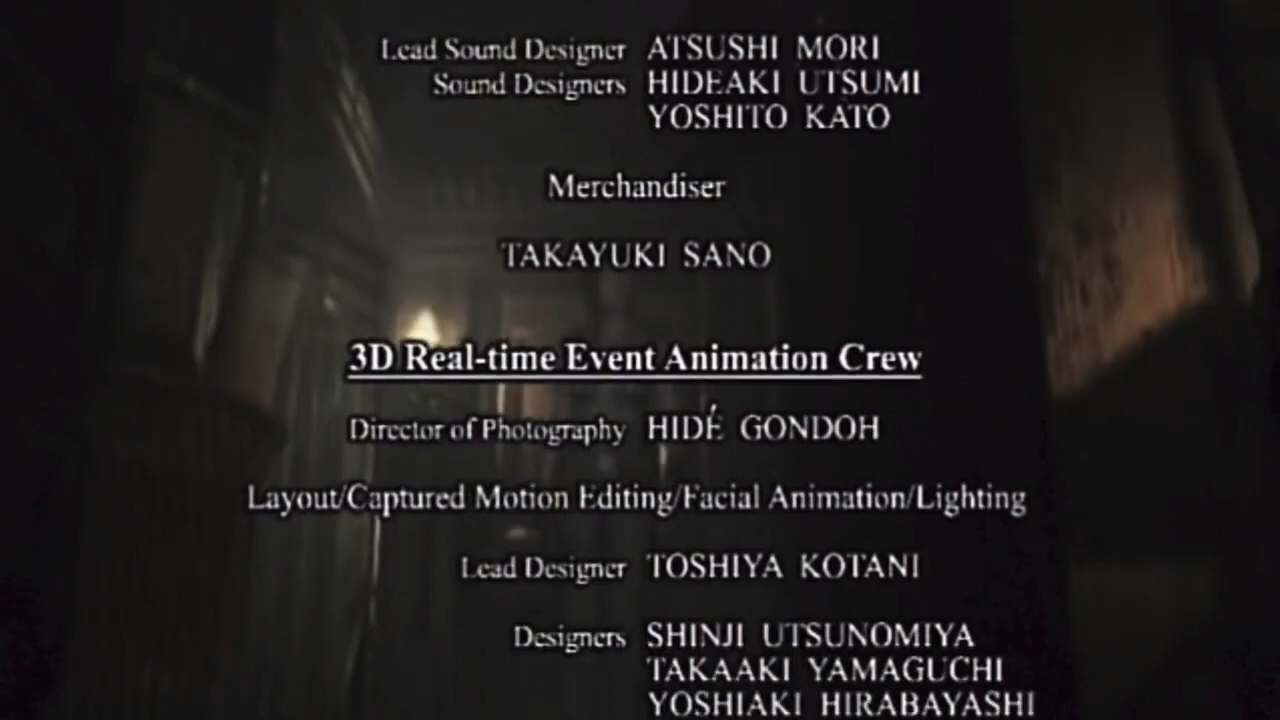 Lead Sound Designer ATSUSHI MORI
Sound Designers HIDEAKI UTSUMI
YOSHITO KATO
Merchandiser
TAKAYUKI SANO
3D Real-time Event Animation Crew
Director of Photography HIDÉ GONDOH
Layout/Captured Motion Editing/Facial Animation/Lighting
Lead Designer TOSHIYA KOTANI
Designers SHINJI UTSUNOMIYA
TAKAAKI YAMAGUCHI
YOSHIAKI HIRABAYASHI